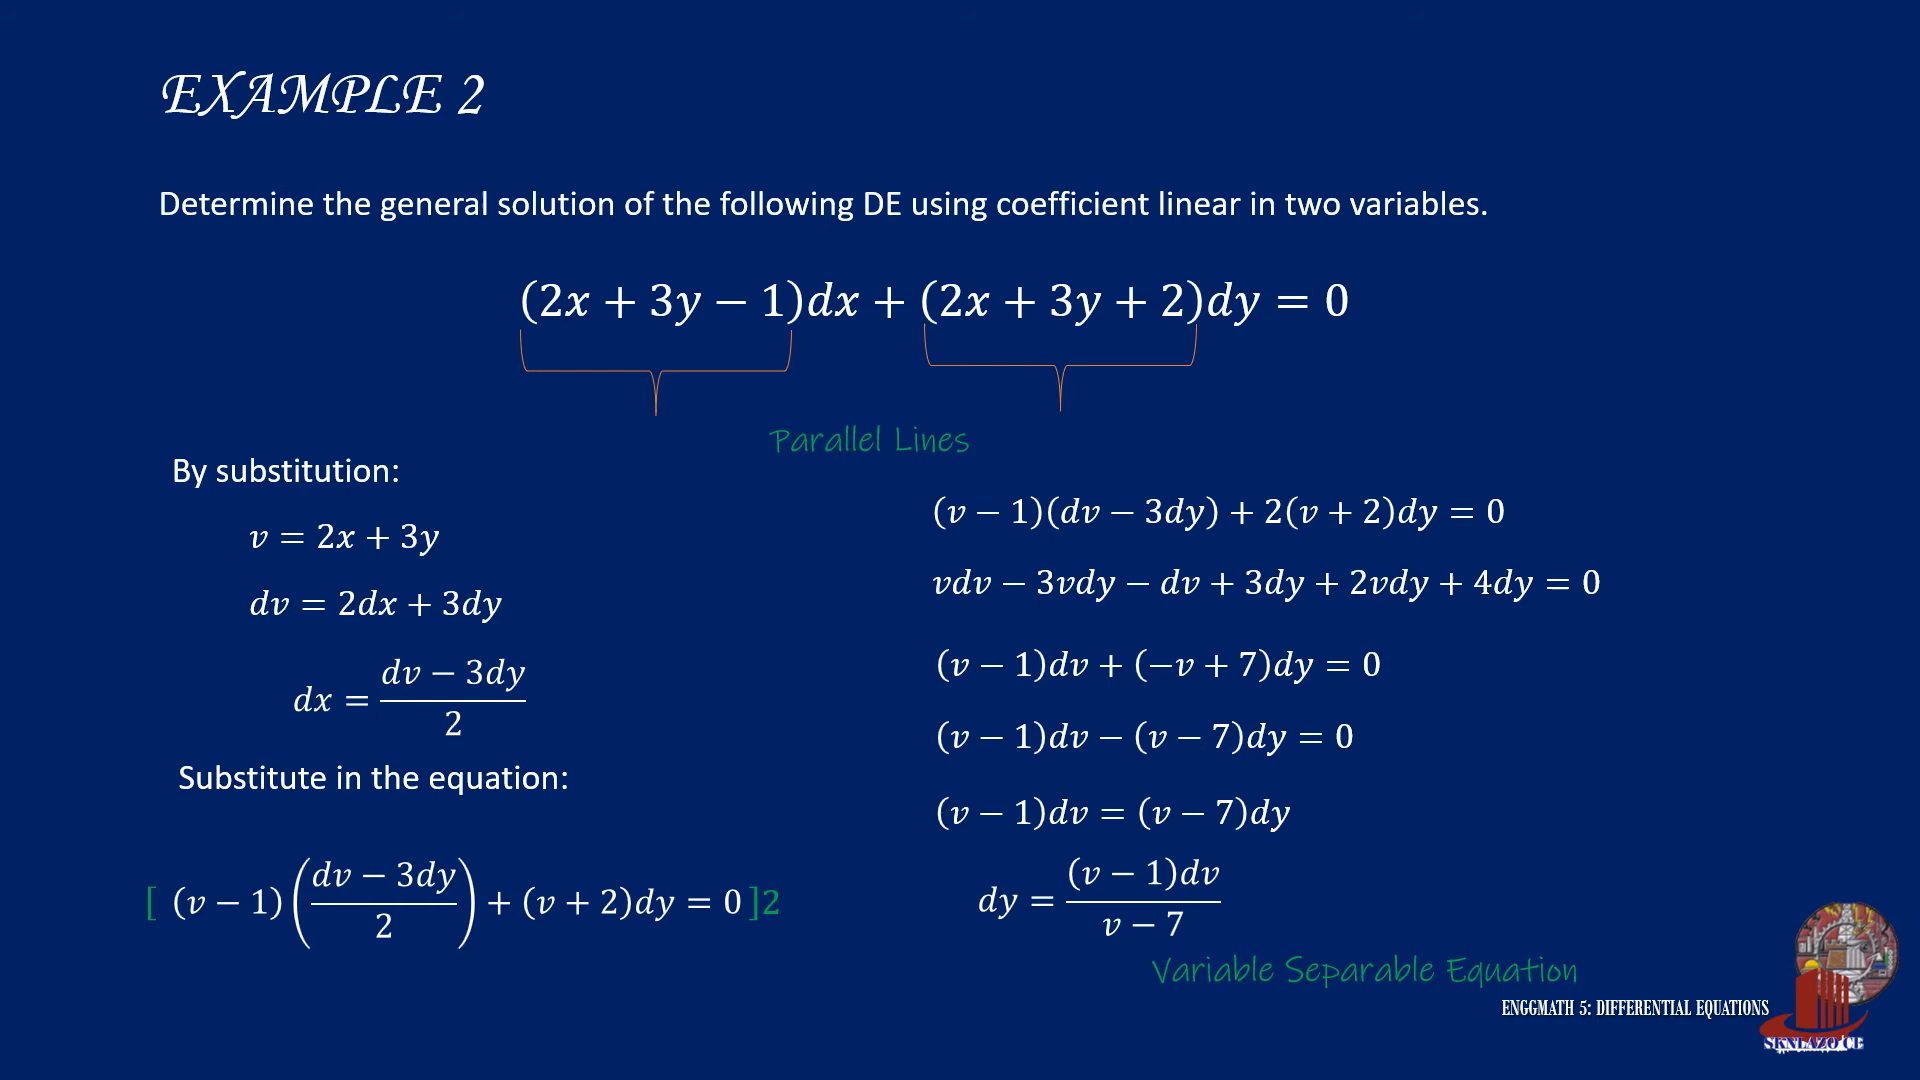 EXAMPLE 2
Determine the general solution of the following DE using coefficient linear in two variables.
(2x + 3y − 1)dx + (2x + 3y + 2)dy = 0
Parallel Lines
By substitution:
v = 2x + 3y
dv = 2dx + 3dy
dx = (dv − 3dy)/2
Substitute in the equation:
[ (v − 1)((dv − 3dy)/2) + (v + 2)dy = 0 ]2
(v − 1)(dv − 3dy) + 2(v + 2)dy = 0
vdv − 3vdy − dv + 3dy + 2vdy + 4dy = 0
(v − 1)dv + (−v + 7)dy = 0
(v − 1)dv − (v − 7)dy = 0
(v − 1)dv = (v − 7)dy
dy = (v − 1)dv/(v − 7)
Variable Separable Equation
ENGGMATH 5: DIFFERENTIAL EQUATIONS
SKNLAZO CE